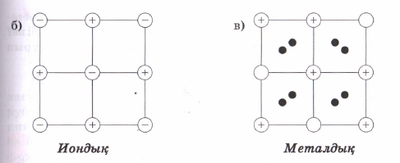 б)
− − −
+ − +
− + −
Иондық
в)
+ +
+
+ + +
Металдық